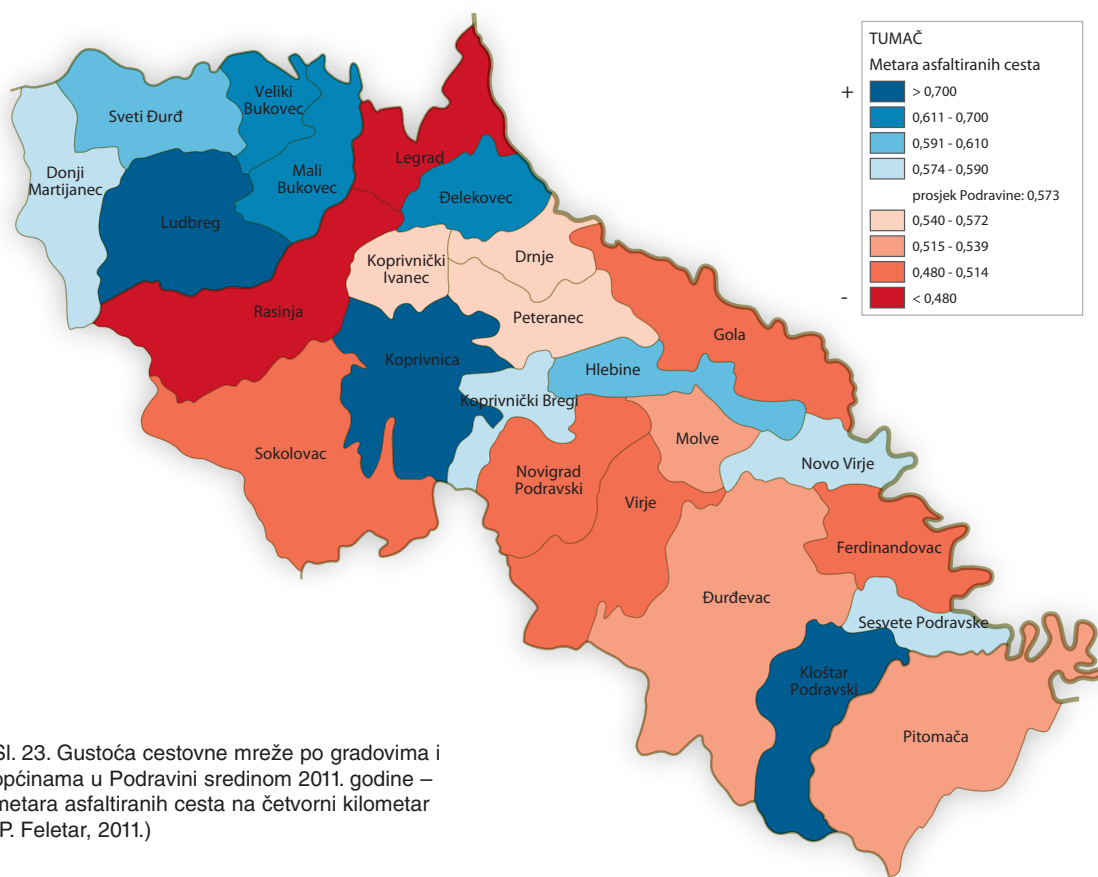 TUMAČ
Metara asfaltiranih cesta
+
> 0,700
0,611 - 0,700
0,591 - 0,610
0,574 - 0,590
prosjek Podravine: 0,573
0,540 - 0,572
0,515 - 0,539
0,480 - 0,514
-
< 0,480
Veliki
Bukovec
Sveti Đurđ
Donji
Martijanec
Mali
Bukovec
Legrad
Đelekovec
Ludbreg
Koprivnički
Ivanec
Drnje
Rasinja
Peteranec
Gola
Koprivnica
Hlebine
Koprivnički Bregi
Molve
Sokolovac
Novigrad
Podravski
Novo Virje
Virje
Ferdinandovac
Đurđevac
Sesvete Podravske
Kloštar
Podravski
Pitomača
Sl. 23. Gustoća cestovne mreže po gradovima i
općinama u Podravini sredinom 2011. godine –
metara asfaltiranih cesta na četvorni kilometar
P. Feletar, 2011.)